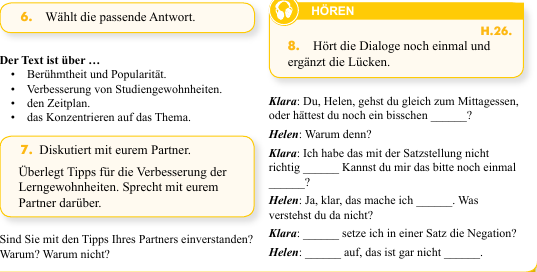 6. Wählt die passende Antwort.
Der Text ist über …
• Berühmtheit und Popularität.
• Verbesserung von Studiengewohnheiten.
• den Zeitplan.
• das Konzentrieren auf das Thema.
7. Diskutiert mit eurem Partner.
Überlegt Tipps für die Verbesserung der
Lerngewohnheiten. Sprecht mit eurem
Partner darüber.
Sind Sie mit den Tipps Ihres Partners einverstanden?
Warum? Warum nicht?
HÖREN
H.26.
8. Hört die Dialoge noch einmal und
ergänzt die Lücken.
Klara: Du, Helen, gehst du gleich zum Mittagessen,
oder hättest du noch ein bisschen ______?
Helen: Warum denn?
Klara: Ich habe das mit der Satzstellung nicht
richtig ______ Kannst du mir das bitte noch einmal
______?
Helen: Ja, klar, das mache ich ______. Was
verstehst du da nicht?
Klara: ______ setze ich in einer Satz die Negation?
Helen: ______ auf, das ist gar nicht ______.